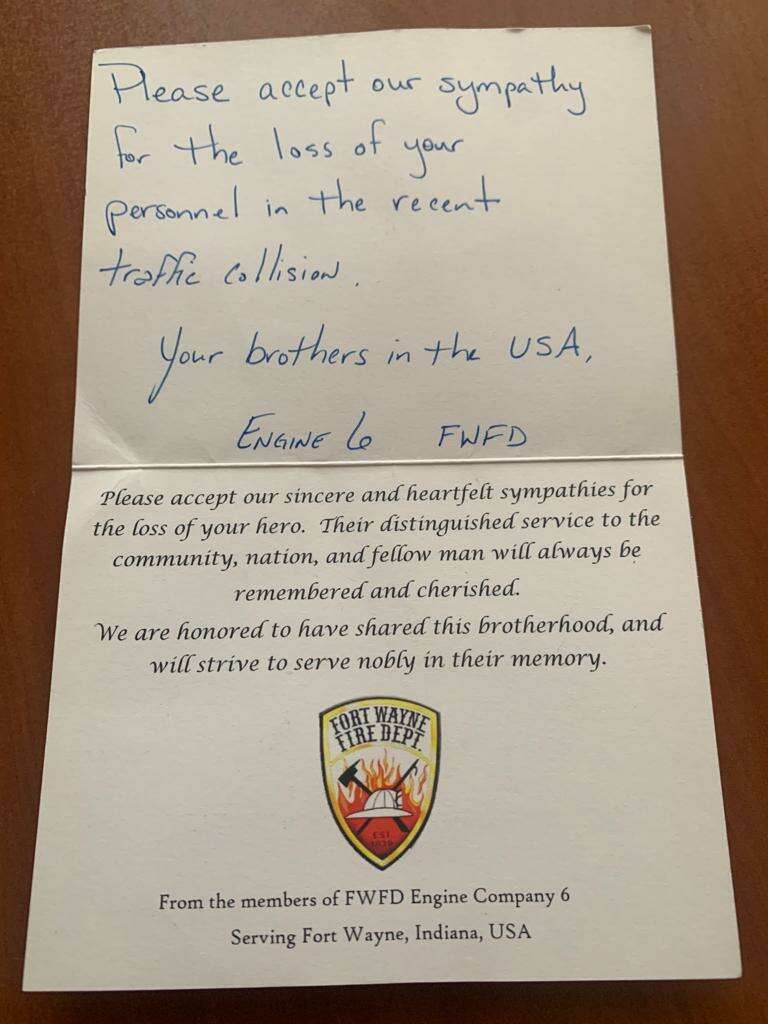 Please accept our sympathy
for the loss of your
personnel in the recent
traffic collision.
Your brothers in the USA,
ENGINE 6 FWFD
Please accept our sincere and heartfelt sympathies for
the loss of your hero. Their distinguished service to the
community, nation, and fellow man will always be
remembered and cherished.
We are honored to have shared this brotherhood, and
will strive to serve nobly in their memory.
FORT WAYNE
FIRE DEPT.
EST
From the members of FWFD Engine Company 6
Serving Fort Wayne, Indiana, USA